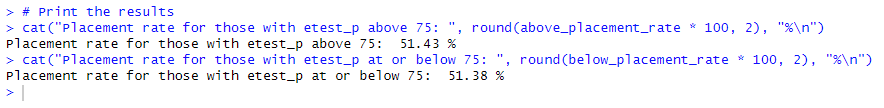 > # Print the results
> cat("Placement rate for those with etest_p above 75: ", round(above_placement_rate * 100, 2), "%\n")
Placement rate for those with etest_p above 75:  51.43 %
> cat("Placement rate for those with etest_p at or below 75: ", round(below_placement_rate * 100, 2), "%\n")
Placement rate for those with etest_p at or below 75:  51.38 %
>